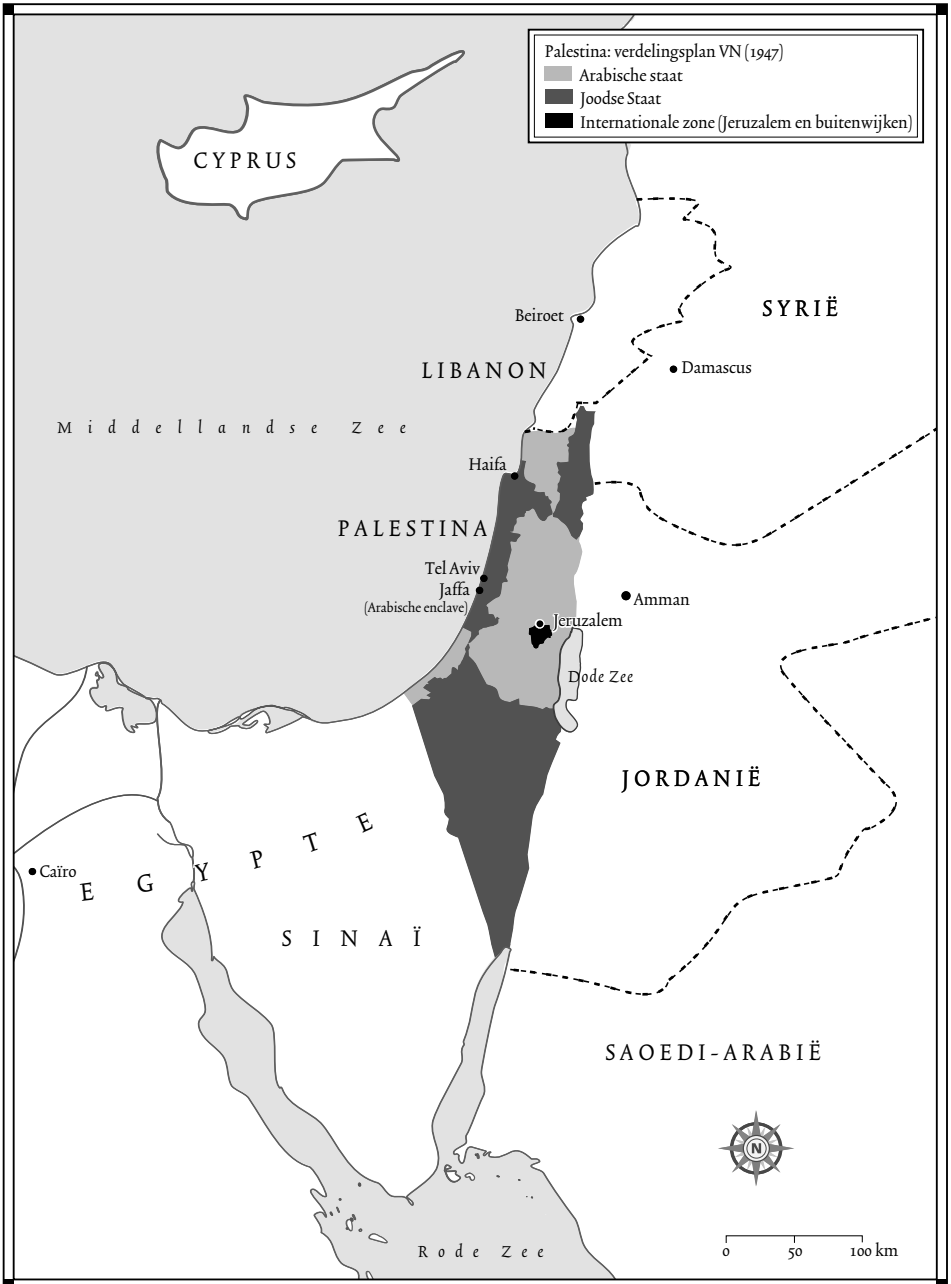 Palestina: verdelingsplan VN (1947)
Arabische staat
Joodse Staat
Internationale zone (Jeruzalem en buitenwijken)
CYPRUS
SYRIË
Beiroet
Damascus
LIBANON
Middellandse Zee
Haifa
PALESTINA
Tel Aviv
Jaffa
(Arabische enclave)
Amman
Jeruzalem
Dode Zee
JORDANIË
EGYPTE
Caïro
SINAÏ
SAOEDI-ARABIË
N
Rode Zee
0 50 100 km